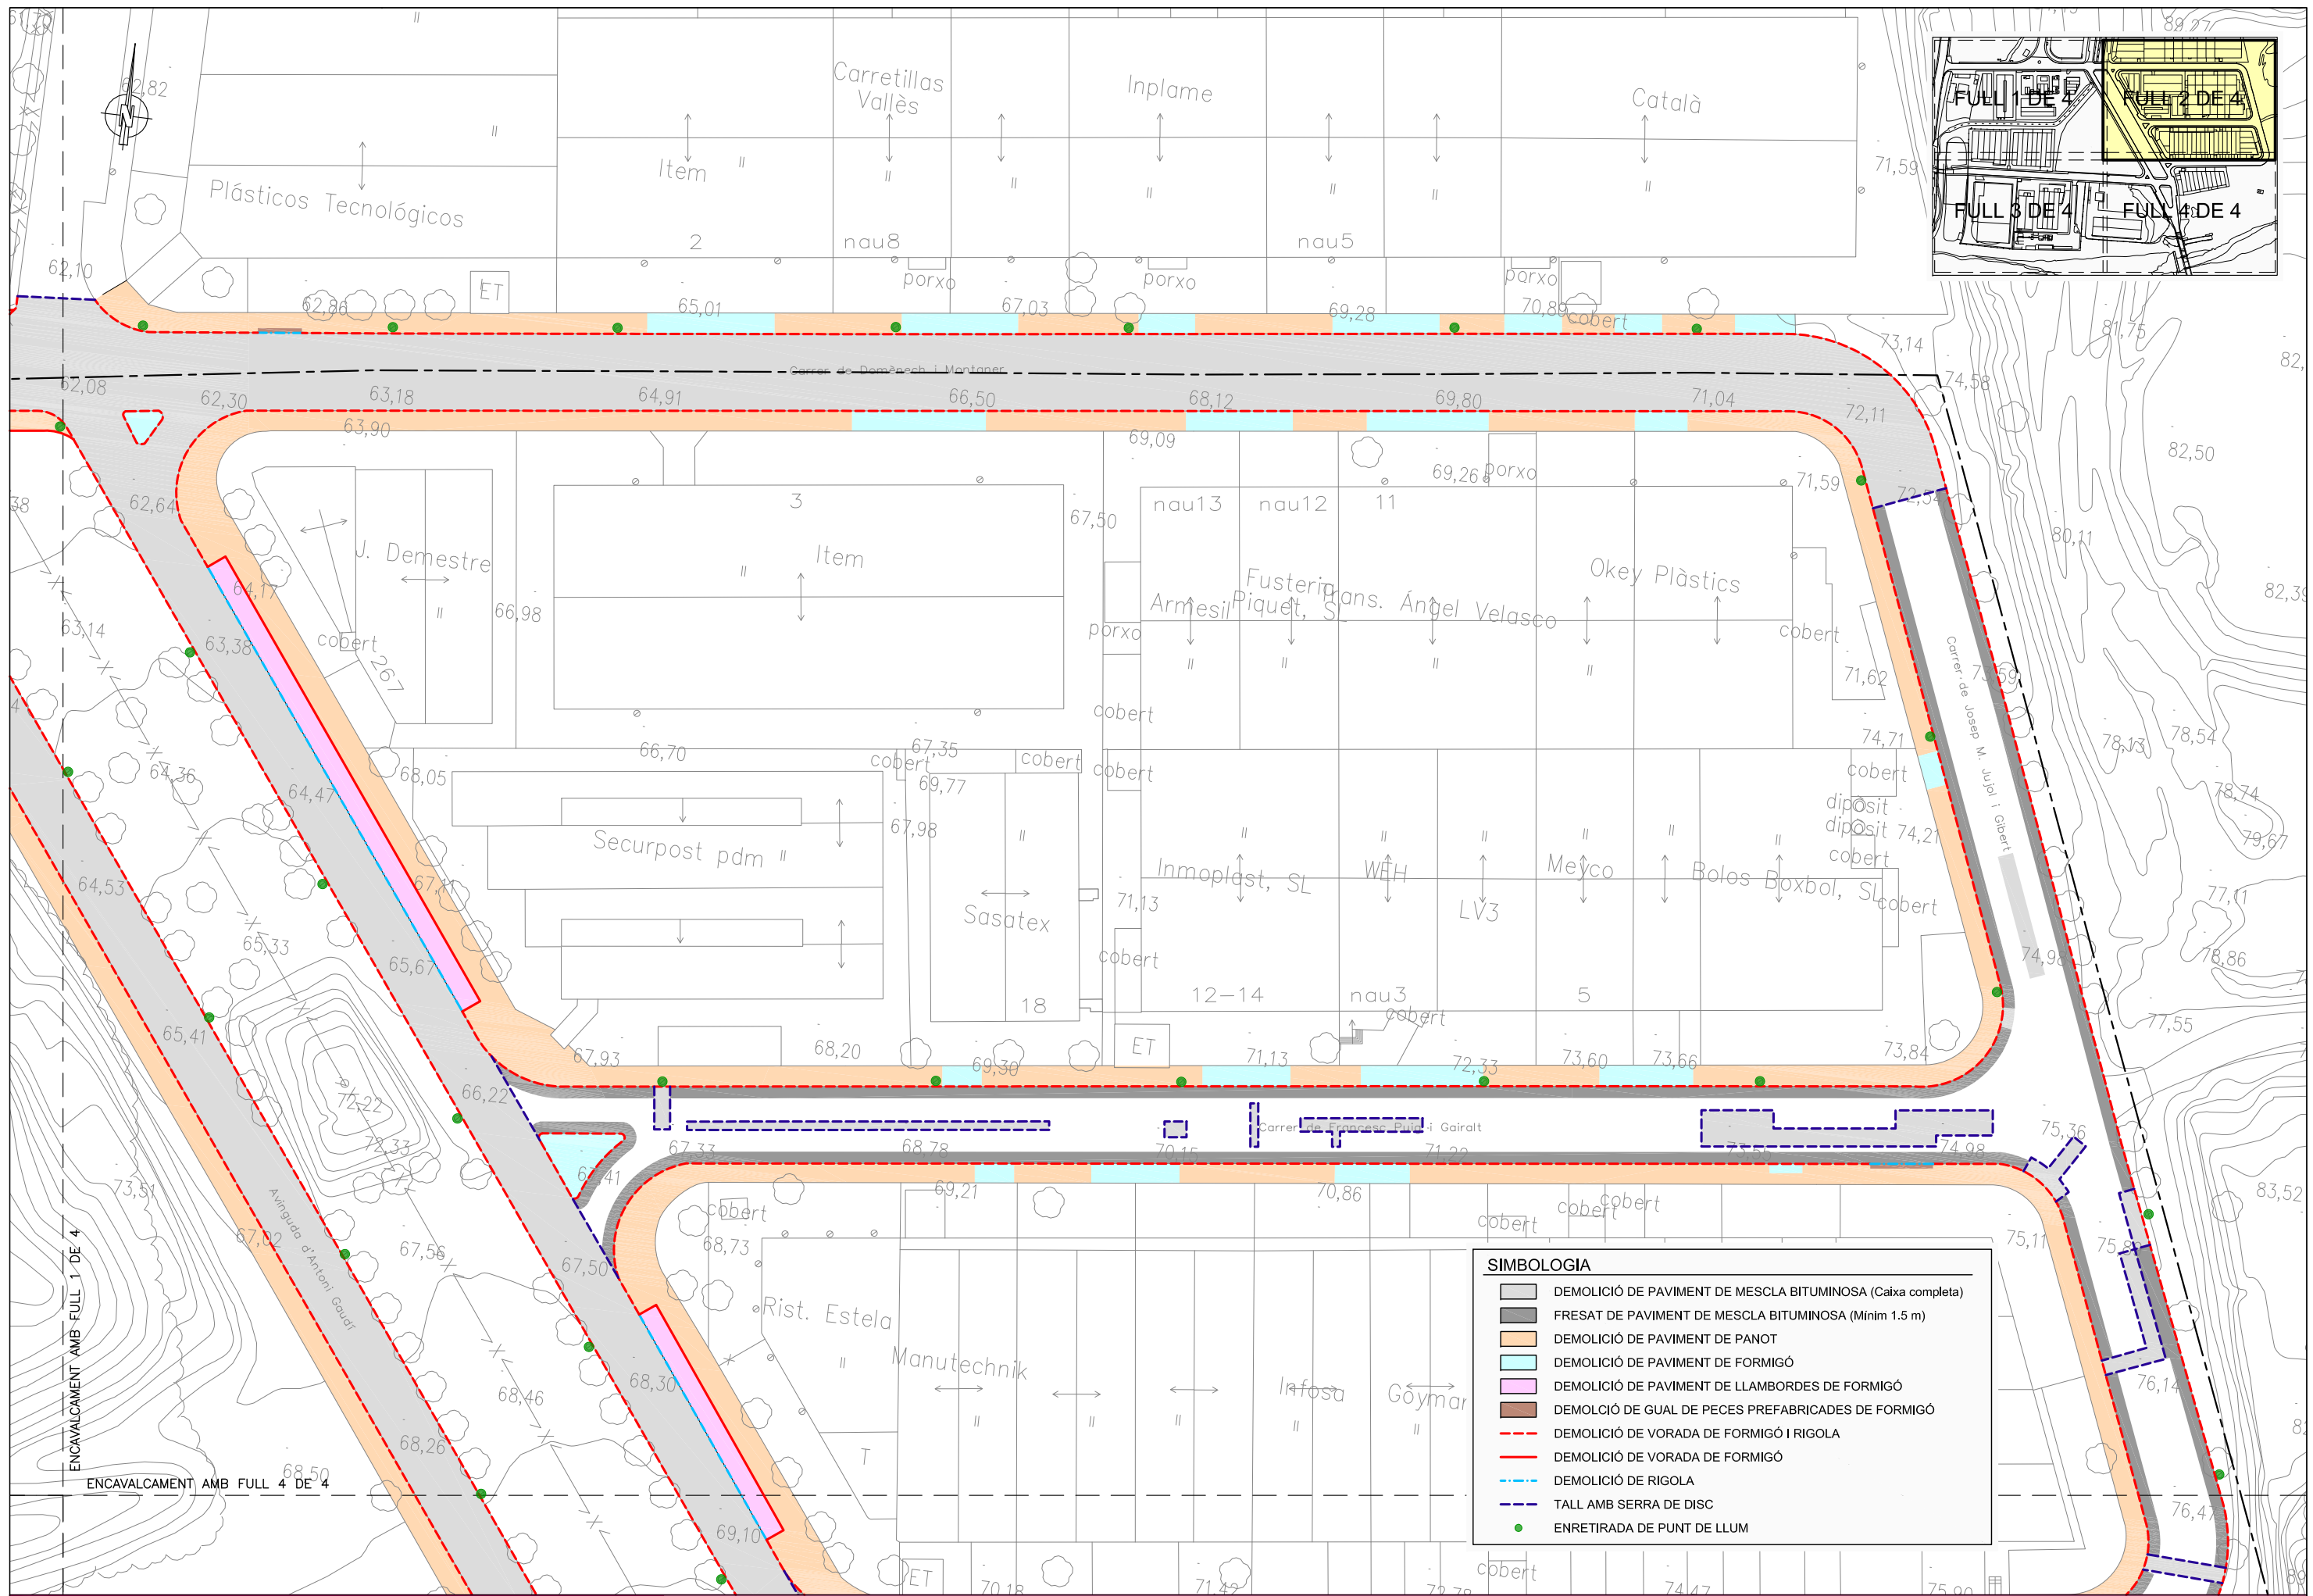 62,82
89,27
Carretillas
Vallès
Inplame
Català
Item
Plásticos Tecnológicos
71,59
FULL 1 DE 4
FULL 2 DE 4
FULL 3 DE 4
FULL 4 DE 4
2
nau8
nau5
62,10
ET
porxo
porxo
porxo
62,86
65,01
67,03
69,28
70,89
cobert
73,14
81,75
74,58
Carrer de Domènech i Montaner
62,08
62,30
63,18
64,91
66,50
68,12
69,80
71,04
72,11
63,90
69,09
82,50
69,26
porxo
71,59
72,54
62,64
3
67,50
nau13
nau12
11
80,11
J. Demestre
Item
Okey Plàstics
82,39
64,17
66,98
Armesil
Fusteria
Piquet, SL
Trans. Ángel Velasco
63,14
63,38
cobert
267
porxo
cobert
71,62
73,59
Carrer de Josep M. Jujol i Gibert
cobert
74,71
78,13
78,54
66,70
67,35
cobert
cobert
cobert
cobert
64,36
68,05
69,77
64,47
78,74
diposit
diposit
74,21
79,67
67,98
Securpost pdm
cobert
64,53
67,11
Inmoplast, SL
WEH
Meyco
Bolos Boxbol, SL
71,13
LV3
cobert
77,11
Sasatex
65,33
65,67
cobert
74,98
78,86
18
12-14
nau3
5
cobert
65,41
77,55
67,93
68,20
69,30
ET
71,13
72,33
73,60
73,66
73,84
66,22
72,22
72,33
67,41
67,33
68,78
70,15
Carrer de Francesc Puig i Gairalt
71,22
73,55
74,98
75,36
73,51
69,21
70,86
cobert
cobert
cobert
cobert
83,52
Avinguda d'Antoni Gaudí
67,02
67,56
67,50
68,73
75,11
ENCAVALCAMENT AMB FULL 1 DE 4
Rist. Estela
Manutechnik
Infosa
Goymar
68,46
68,30
76,14
68,26
T
68,50
ENCAVALCAMENT AMB FULL 4 DE 4
76,47
69,10
ET
70,18
71,42
cobert
SIMBOLOGIA
DEMOLICIÓ DE PAVIMENT DE MESCLA BITUMINOSA (Caixa completa)
FRESAT DE PAVIMENT DE MESCLA BITUMINOSA (Mínim 1.5 m)
DEMOLICIÓ DE PAVIMENT DE PANOT
DEMOLICIÓ DE PAVIMENT DE FORMIGÓ
DEMOLICIÓ DE PAVIMENT DE LLAMBORDES DE FORMIGÓ
DEMOLCIÓ DE GUAL DE PECES PREFABRICADES DE FORMIGÓ
DEMOLICIÓ DE VORADA DE FORMIGÓ I RIGOLA
DEMOLICIÓ DE VORADA DE FORMIGÓ
DEMOLICIÓ DE RIGOLA
TALL AMB SERRA DE DISC
ENRETIRADA DE PUNT DE LLUM